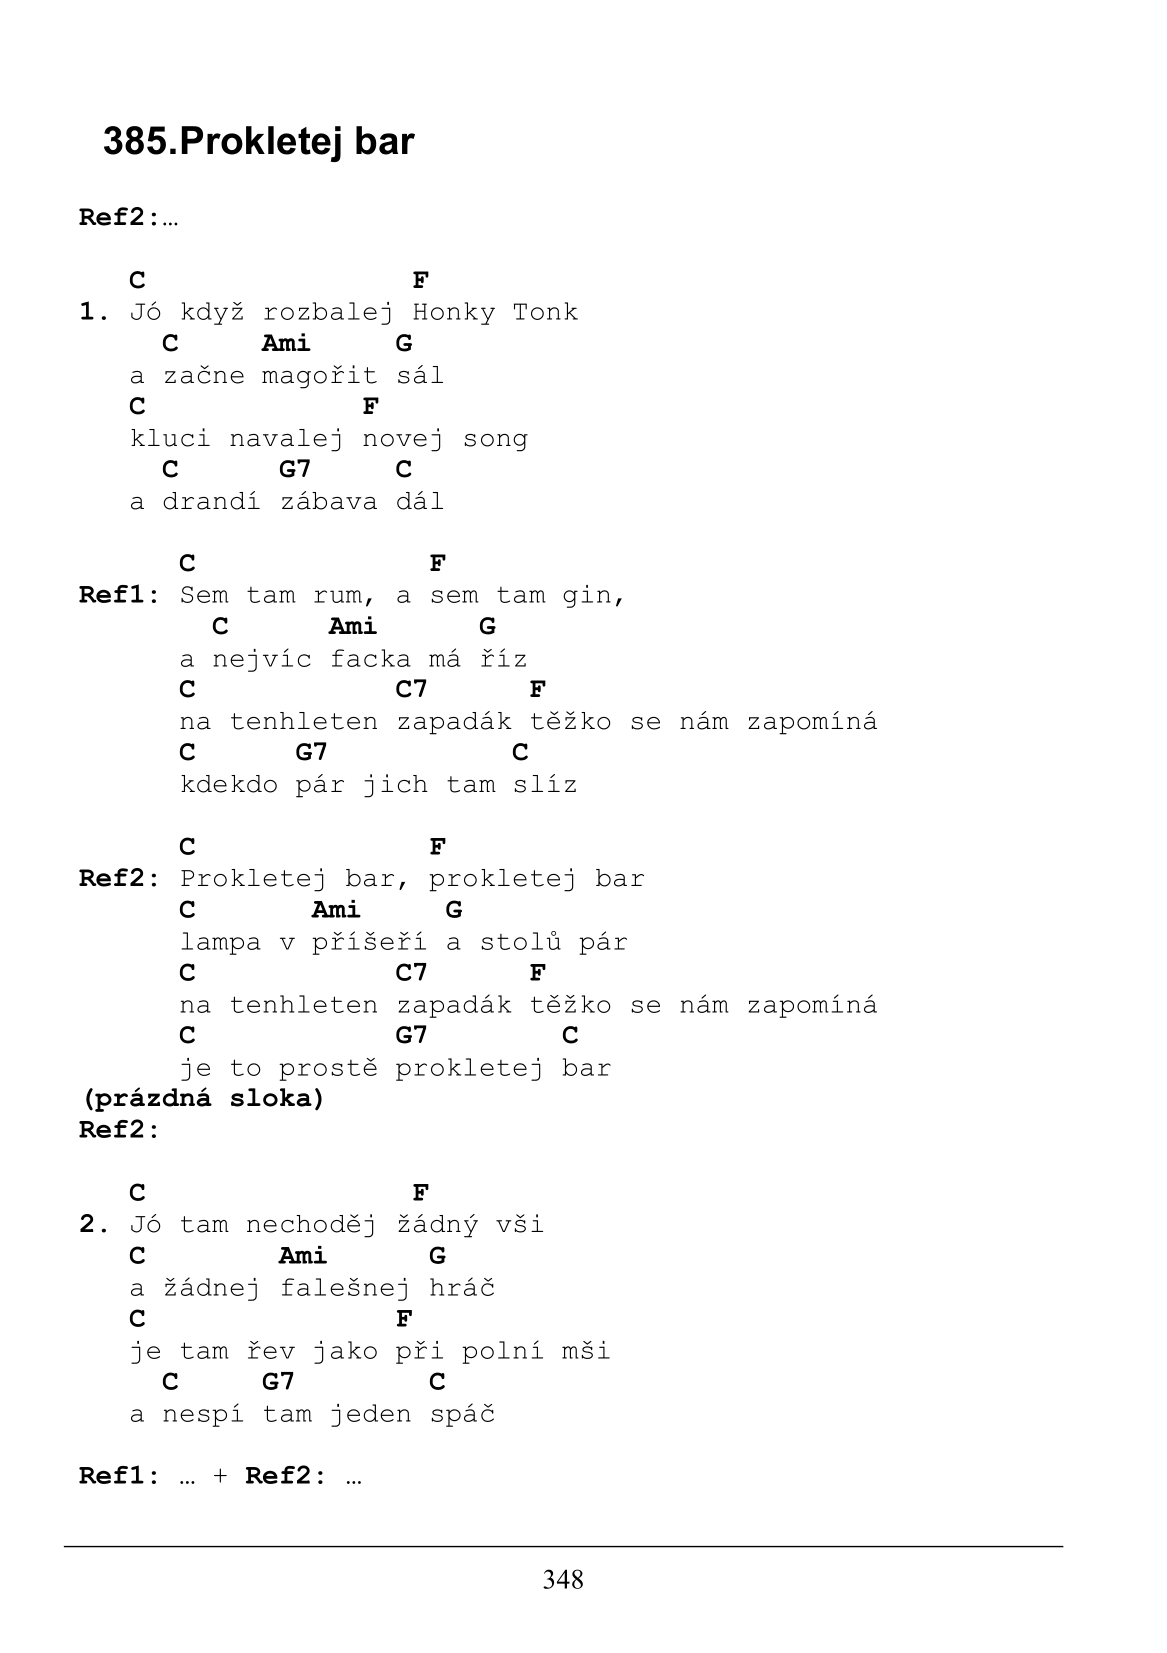 385.Prokletej bar
Ref2:…
C F
1. Jó když rozbalej Honky Tonk
C Ami G
a začne magořit sál
C F
kluci navalej novej song
C G7 C
a drandí zábava dál
C F
Ref1: Sem tam rum, a sem tam gin,
C Ami G
a nejvíc facka má říz
C C7 F
na tenhleten zapadák těžko se nám zapomíná
C G7 C
kdekdo pár jich tam slíz
C F
Ref2: Prokletej bar, prokletej bar
C Ami G
lampa v příšeří a stolů pár
C C7 F
na tenhleten zapadák těžko se nám zapomíná
C G7 C
je to prostě prokletej bar
(prázdná sloka)
Ref2:
C F
2. Jó tam nechoděj žádný vši
C Ami G
a žádnej falešnej hráč
C F
je tam řev jako při polní mši
C G7 C
a nespí tam jeden spáč
Ref1: … + Ref2: …
348